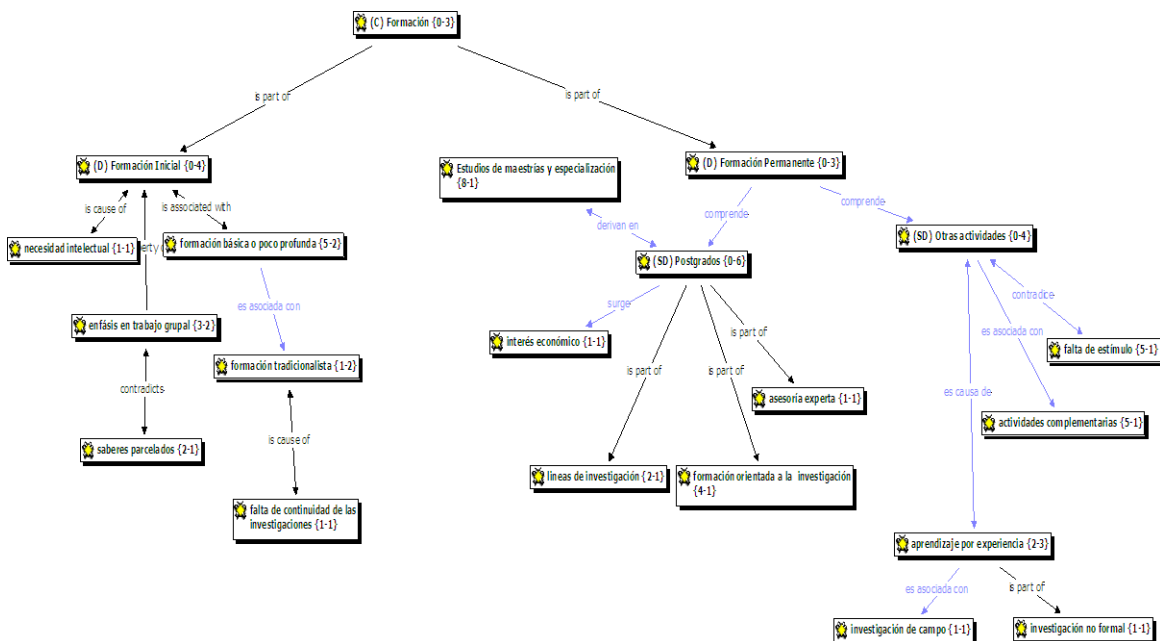 (C) Formación {0-3}
is part of
is part of
(D) Formación Inicial {0-4}
Estudios de maestrías y especialización
{8-1}
(D) Formación Permanente {0-3}
is cause of
is associated with
derivan en
comprende
comprende
necesidad intelectual {1-1}
erty
formación básica o poco profunda {5-2}
(SD) Postgrados {0-6}
(SD) Otras actividades {0-4}
es asociada con
surge
contradice
enfásis en trabajo grupal {3-2}
is part of
es asociada con
interés económico {1-1}
falta de estímulo {5-1}
formación tradicionalista {1-2}
is part of
is part of
contradicts
es causa de
asesoría experta {1-1}
actividades complementarias {5-1}
is cause of
saberes parcelados {2-1}
lineas de investigación {2-1}
formación orientada a la investigación
{4-1}
falta de continuidad de las
investigaciones {1-1}
aprendizaje por experiencia {2-3}
es asociada con
is part of
investigación de campo {1-1}
investigación no formal {1-1}